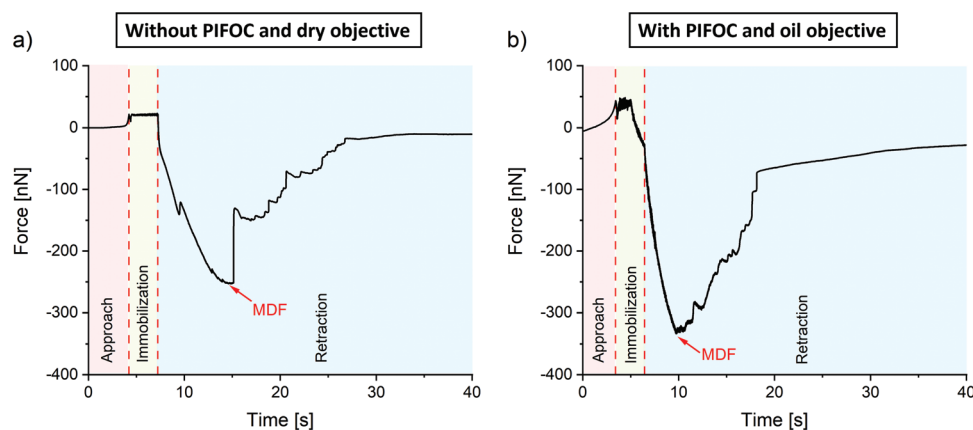 Without PIFOC and dry objective
With PIFOC and oil objective
a)
100
0
-100
-200
-300
-400
Force [nN]
Approach
Immobilization
Retraction
MDF
0
10
20
30
40
Time [s]
b)
100
0
-100
-200
-300
-400
Force [nN]
Approach
Immobilization
Retraction
MDF
0
10
20
30
40
Time [s]